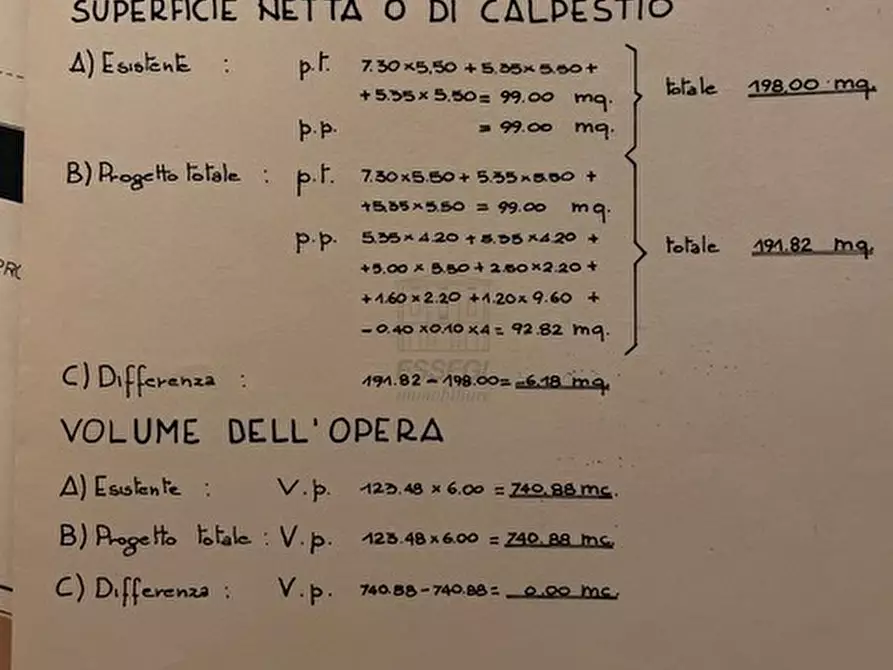 SUPERFICIE NETTA O DI CALPESTIO
A) Esistente : p.t. 7.30×5.50 + 5.35×5.50 +
+ 5.35×5.50 = 99.00 mq.
p.p. = 99.00 mq.
totale 198.00 mq.
B) Progetto totale : p.t. 7.30×5.50 + 5.35×5.50 +
+5.35×5.50 = 99.00 mq.
p.p. 5.35×4.20 + 5.35×4.20 +
+5.00×5.50 + 2.60×2.20 +
+1.60×2.20 + 1.20×9.60 +
-0.40×0.10×4 = 92.82 mq.
totale 191.82 mq.
C) Differenza : 191.82 - 198.00 = -6.18 mq.
ESSEGI
immobiliare
VOLUME DELL'OPERA
A) Esistente : V.p. 123.48 × 6.00 = 740.88 mc.
B) Progetto totale : V.p. 123.48×6.00 = 740.88 mc.
C) Differenza : V.p. 740.88-740.88 = 0.00 mc.